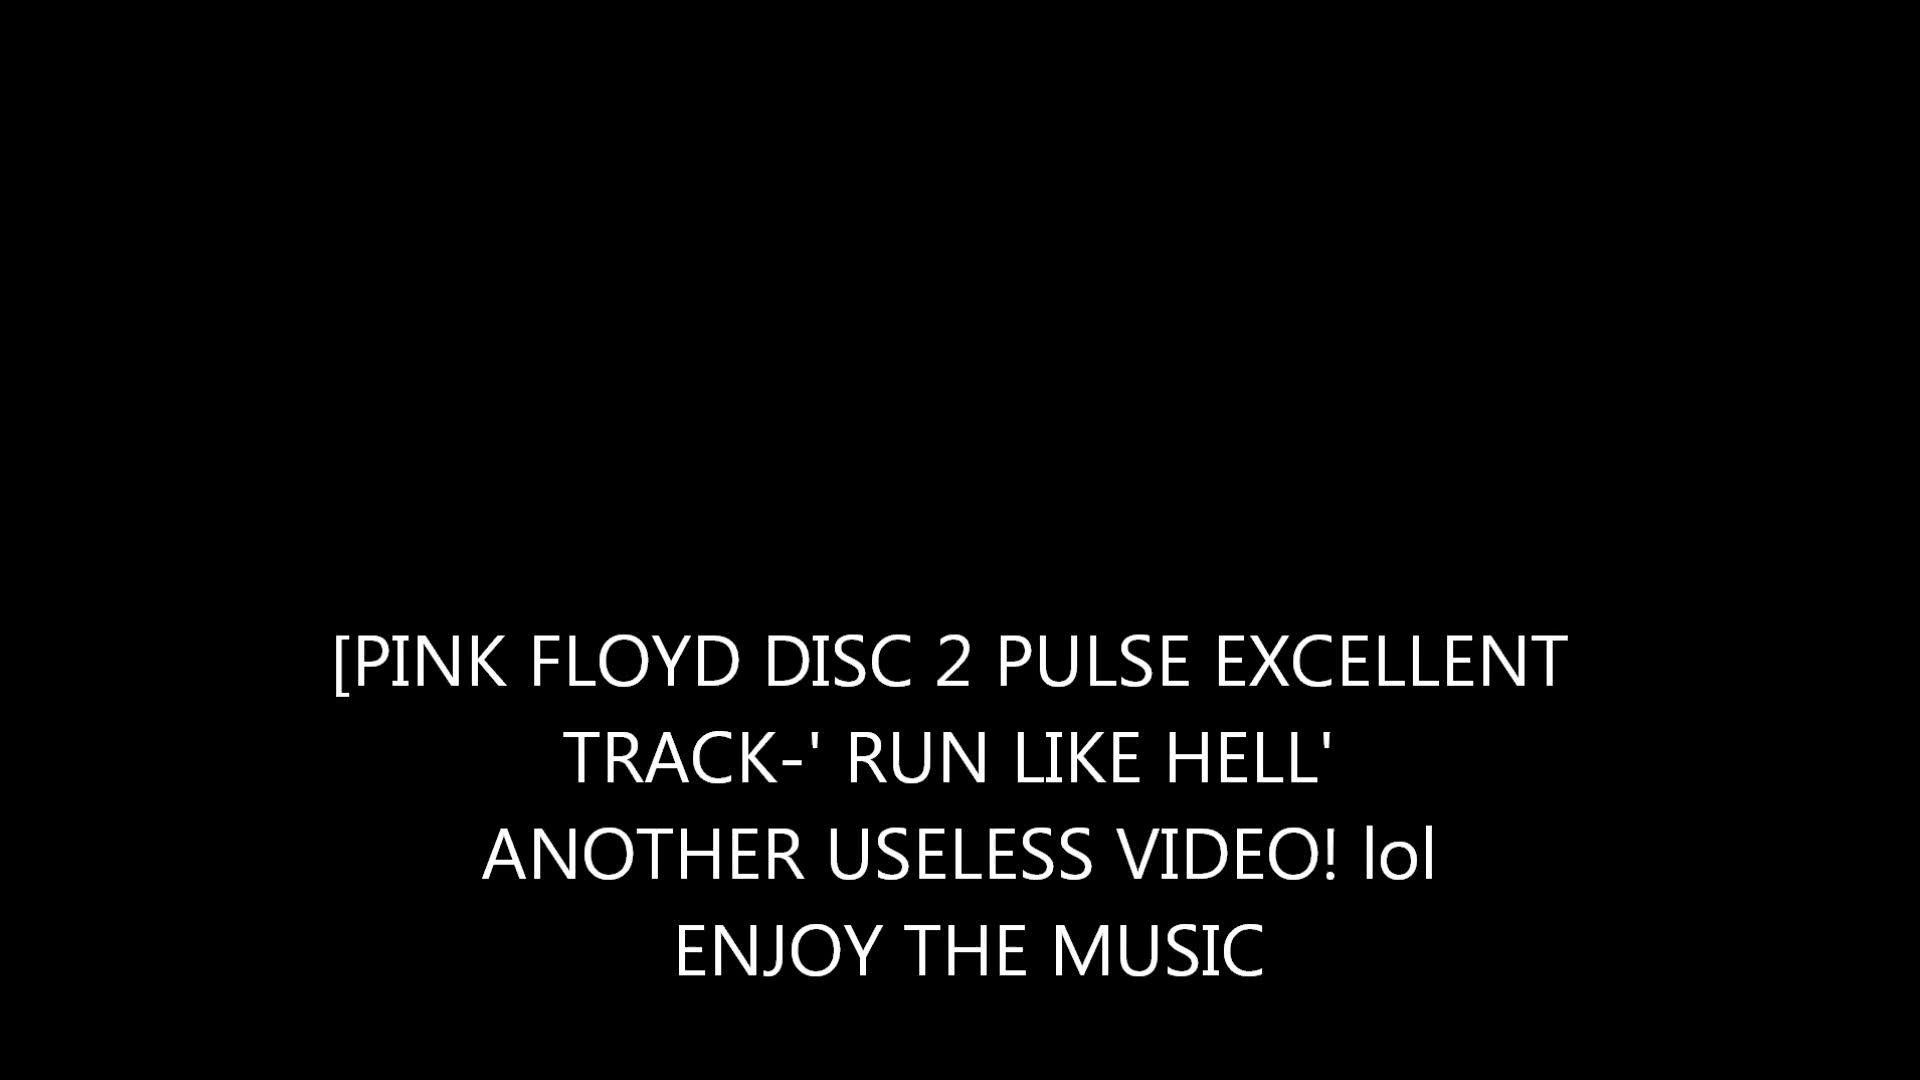 [PINK FLOYD DISC 2 PULSE EXCELLENT
TRACK-' RUN LIKE HELL'
ANOTHER USELESS VIDEO! lol
ENJOY THE MUSIC